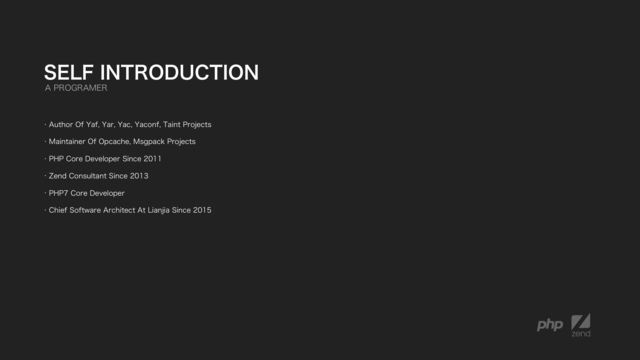 SELF INTRODUCTION
A PROGRAMER
· Author Of Yaf, Yar, Yac, Yaconf, Taint Projects
· Maintainer Of Opcache, Msgpack Projects
· PHP Core Developer Since 2011
· Zend Consultant Since 2013
· PHP7 Core Developer
· Chief Software Architect At Lianjia Since 2015
php
zend